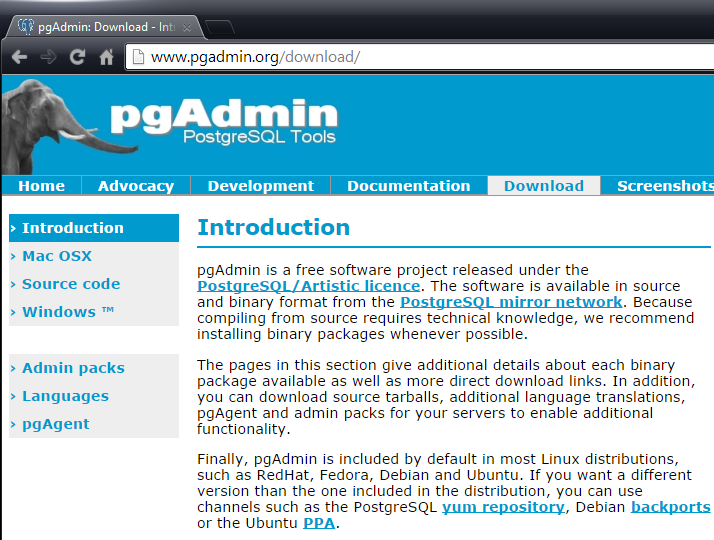 pgAdmin: Download - Int
www.pgadmin.org/download/
pgAdmin
PostgreSQL Tools
Home Advocacy Development Documentation Download Screenshots
› Introduction
› Mac OSX
› Source code
› Windows ™
› Admin packs
› Languages
› pgAgent
Introduction
pgAdmin is a free software project released under the
PostgreSQL/Artistic licence. The software is available in source
and binary format from the PostgreSQL mirror network. Because
compiling from source requires technical knowledge, we recommend
installing binary packages whenever possible.
The pages in this section give additional details about each binary
package available as well as more direct download links. In addition,
you can download source tarballs, additional language translations,
pgAgent and admin packs for your servers to enable additional
functionality.
Finally, pgAdmin is included by default in most Linux distributions,
such as RedHat, Fedora, Debian and Ubuntu. If you want a different
version than the one included in the distribution, you can use
channels such as the PostgreSQL yum repository, Debian backports
or the Ubuntu PPA.